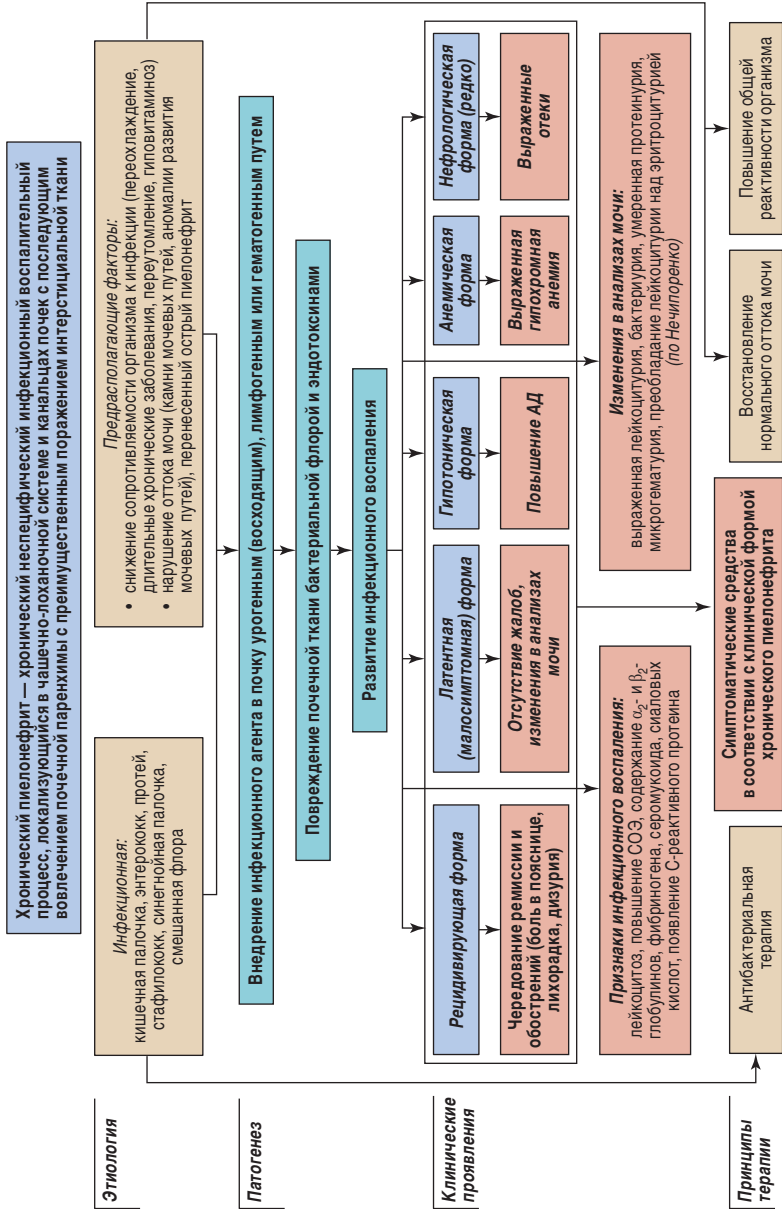 Хронический пиелонефрит — хронический неспецифический инфекционный воспалительный
процесс, локализующийся в чашечно-лоханочной системе и канальцах почек с последующим
вовлечением почечной паренхимы с преимущественным поражением интерстициальной ткани
Этиология
Инфекционная:
кишечная палочка, энтерококк, протей,
стафилококк, синегнойная палочка,
смешанная флора
Предрасполагающие факторы:
• снижение сопротивляемости организма к инфекции (переохлаждение,
длительные хронические заболевания, переутомление, гиповитаминоз)
• нарушение оттока мочи (камни мочевых путей, аномалии развития
мочевых путей), перенесенный острый пиелонефрит
Патогенез
Внедрение инфекционного агента в почку урогенным (восходящим), лимфогенным или гематогенным путем
Повреждение почечной ткани бактериальной флорой и эндотоксинами
Развитие инфекционного воспаления
Клинические
проявления
Рецидивирующая форма
Латентная
(малосимптомная) форма
Гипотоническая
форма
Анемическая
форма
Нефрологическая
форма (редко)
Чередование ремиссии и
обострений (боль в пояснице,
лихорадка, дизурия)
Отсутствие жалоб,
изменения в анализах
мочи
Повышение АД
Выраженная
гипохромная
анемия
Выраженные
отеки
Признаки инфекционного воспаления:
лейкоцитоз, повышение СОЭ, содержание α₂- и β₂-
глобулинов, фибриногена, серомукоида, сиаловых
кислот, появление С-реактивного протеина
Изменения в анализах мочи:
выраженная лейкоцитурия, бактериурия, умеренная протеинурия,
микрогематурия, преобладание лейкоцитурии над эритроцитурией
(по Нечипоренко)
Принципы
терапии
Антибактериальная
терапия
Симптоматические средства
в соответствии с клинической формой
хронического пиелонефрита
Восстановление
нормального оттока мочи
Повышение общей
реактивности организма